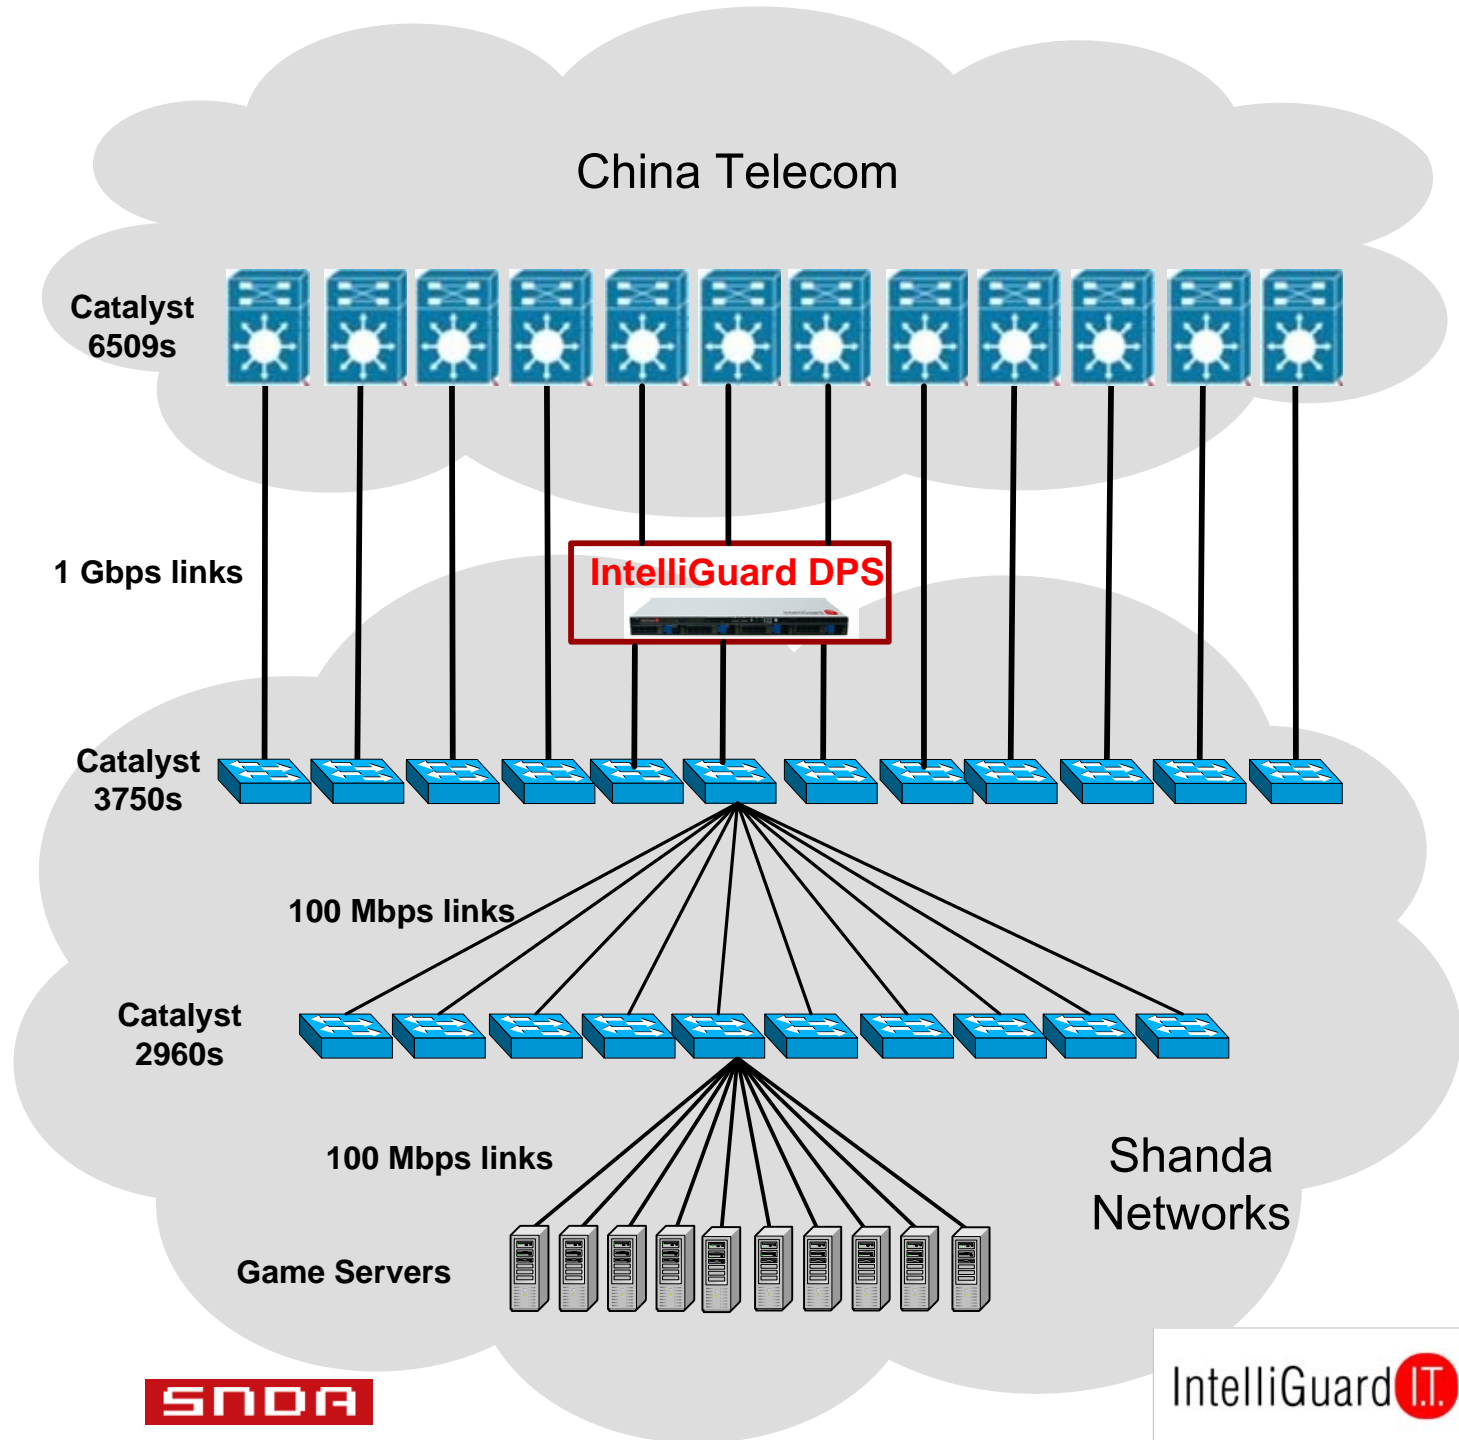 China Telecom
Catalyst
6509s
1 Gbps links
IntelliGuard DPS
Catalyst
3750s
100 Mbps links
Catalyst
2960s
100 Mbps links
Shanda
Networks
Game Servers
SNDA
IntelliGuard I.T.